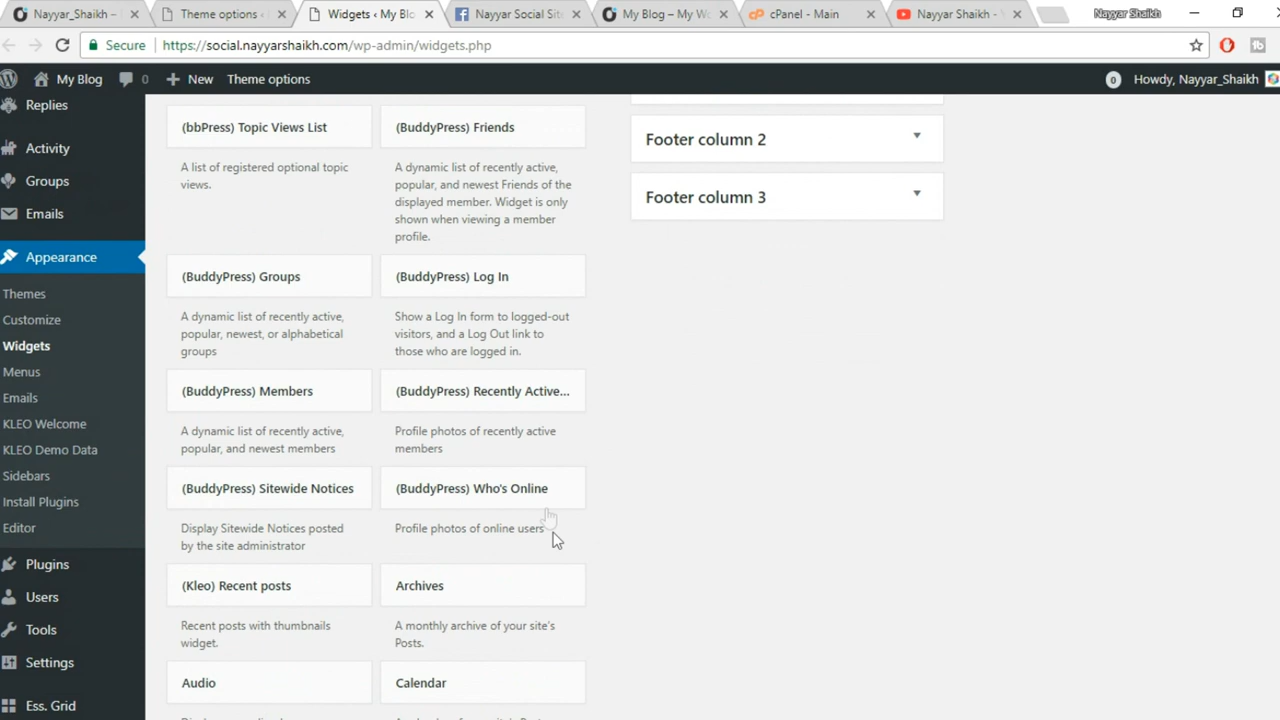 Nayyar_Shaikh –
Theme options ‹
Widgets ‹ My Blo
Nayyar Social Sit
My Blog – My W
cPanel - Main
Nayyar Shaikh -
Nayyar Shaikh
Secure
https://social.nayyarshaikh.com/wp-admin/widgets.php
My Blog
0
New
Theme options
0
Howdy, Nayyar_Shaikh
Replies
Activity
Groups
Emails
Appearance
Themes
Customize
Widgets
Menus
Emails
KLEO Welcome
KLEO Demo Data
Sidebars
Install Plugins
Editor
Plugins
Users
Tools
Settings
Ess. Grid
(bbPress) Topic Views List
A list of registered optional topic
views.
(BuddyPress) Friends
A dynamic list of recently active,
popular, and newest Friends of the
displayed member. Widget is only
shown when viewing a member
profile.
(BuddyPress) Groups
A dynamic list of recently active,
popular, newest, or alphabetical
groups
(BuddyPress) Log In
Show a Log In form to logged-out
visitors, and a Log Out link to
those who are logged in.
(BuddyPress) Members
A dynamic list of recently active,
popular, and newest members
(BuddyPress) Recently Active...
Profile photos of recently active
members
(BuddyPress) Sitewide Notices
Display Sitewide Notices posted
by the site administrator
(BuddyPress) Who's Online
Profile photos of online users
(Kleo) Recent posts
Recent posts with thumbnails
widget.
Archives
A monthly archive of your site's
Posts.
Audio
Calendar
Footer column 2
Footer column 3